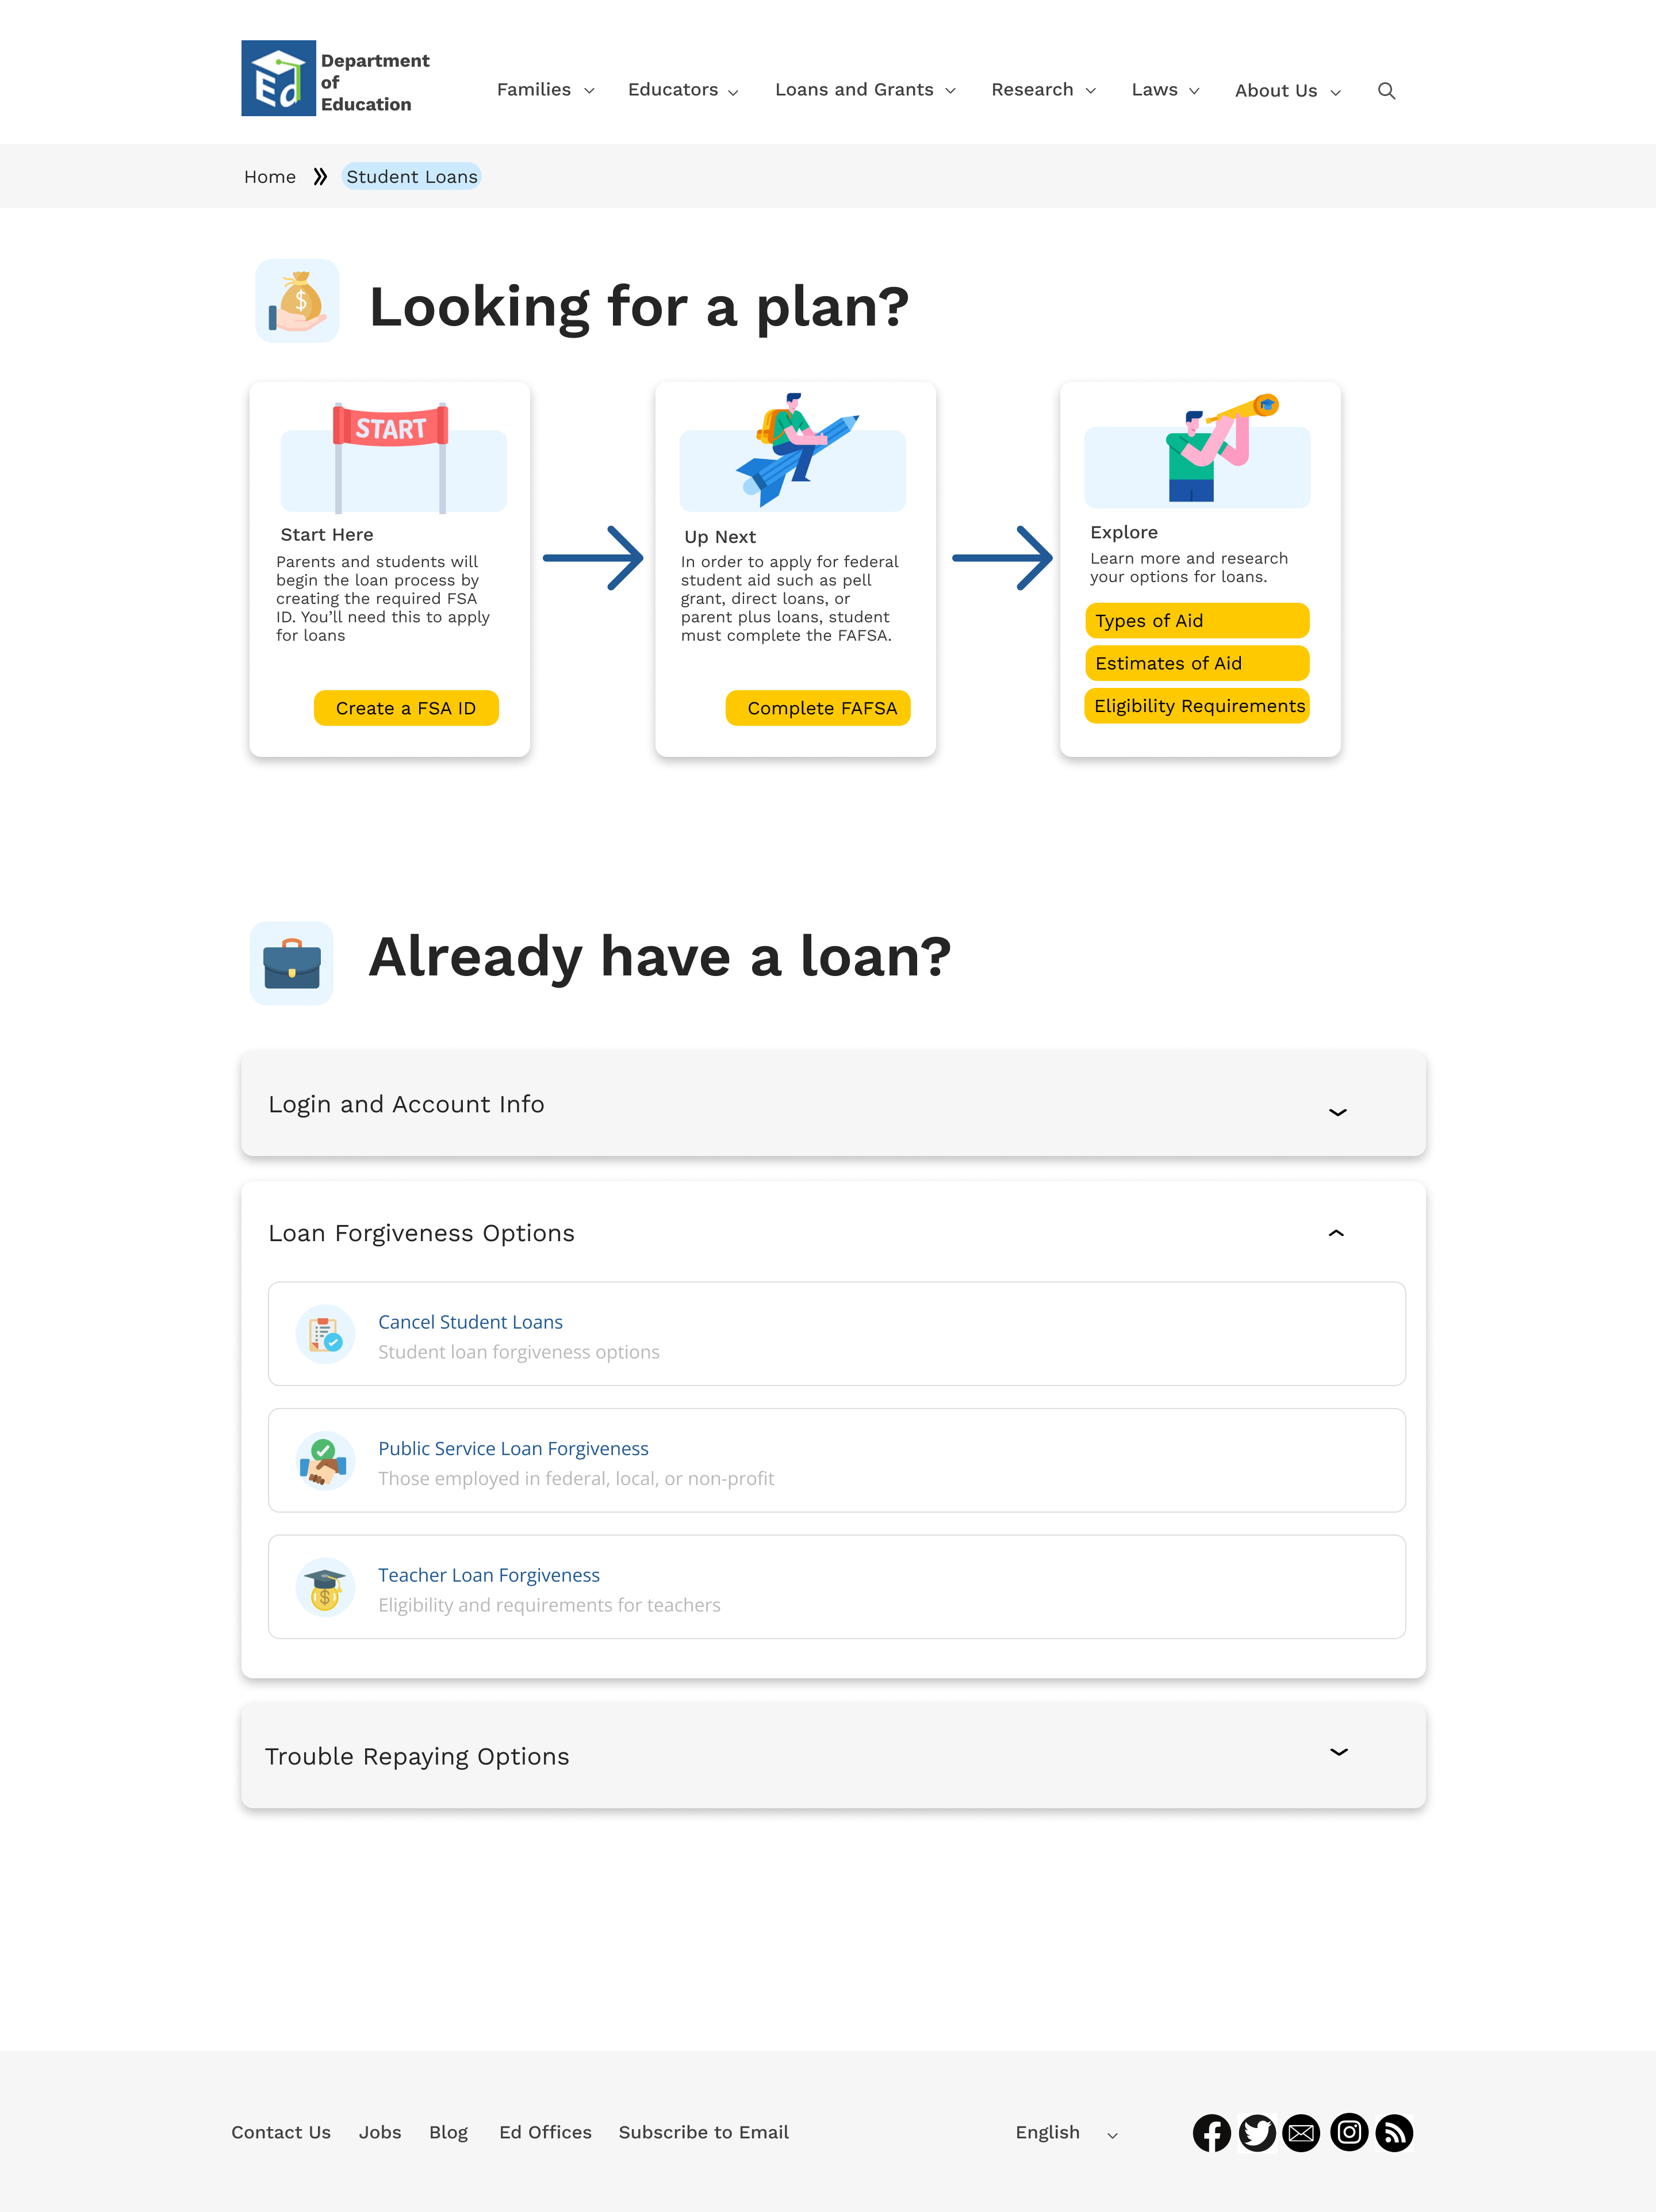 Ed
Department
of
Education
Families
Educators
Loans and Grants
Research
Laws
About Us
Home
Student Loans
Looking for a plan?
START
Start Here
Parents and students will
begin the loan process by
creating the required FSA
ID. You’ll need this to apply
for loans
Create a FSA ID
Up Next
In order to apply for federal
student aid such as pell
grant, direct loans, or
parent plus loans, student
must complete the FAFSA.
Complete FAFSA
Explore
Learn more and research
your options for loans.
Types of Aid
Estimates of Aid
Eligibility Requirements
Already have a loan?
Login and Account Info
Loan Forgiveness Options
Cancel Student Loans
Student loan forgiveness options
Public Service Loan Forgiveness
Those employed in federal, local, or non-profit
Teacher Loan Forgiveness
Eligibility and requirements for teachers
Trouble Repaying Options
Contact Us
Jobs
Blog
Ed Offices
Subscribe to Email
English